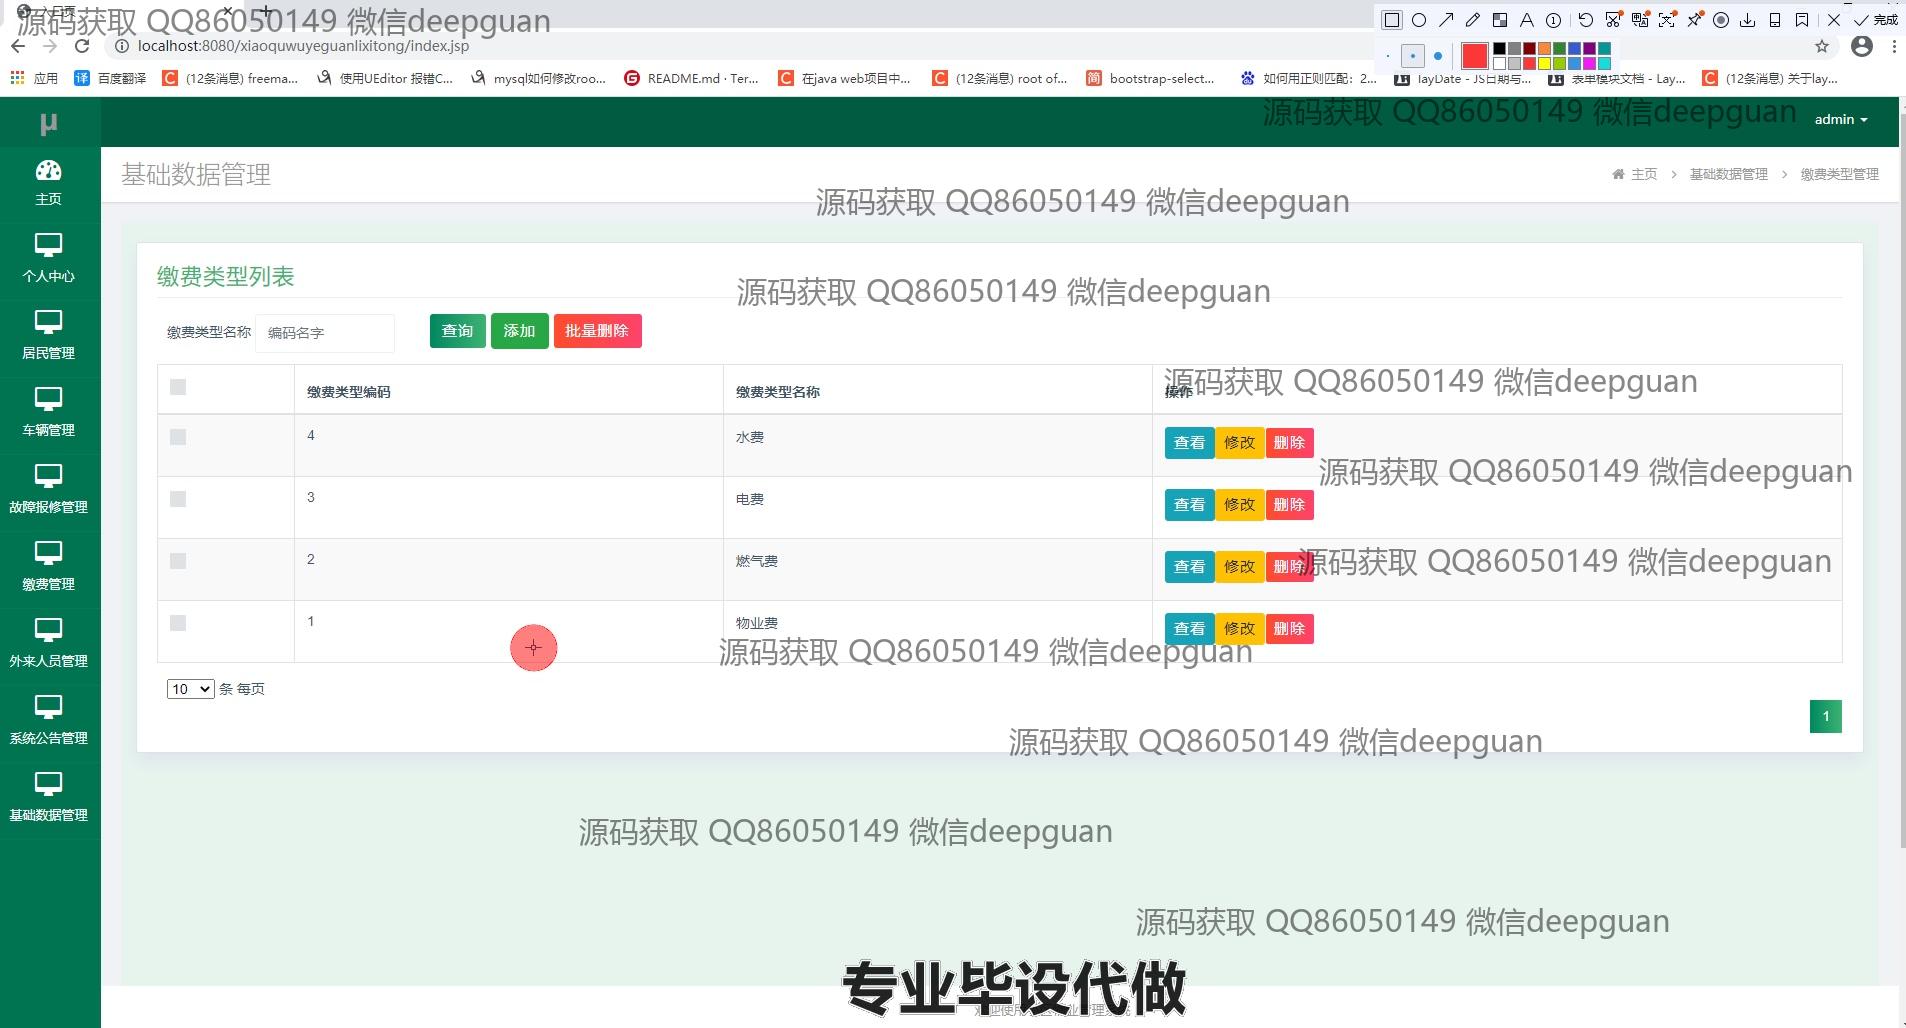 源码获取 QQ86050149 微信deepguan
localhost:8080/xiaoquwuyeguanlixitong/index.jsp
完成
应用
百度翻译
(12条消息) freema...
使用UEditor 报错C...
mysql如何修改roo...
README.md · Ter...
在java web项目中...
(12条消息) root of...
bootstrap-select...
如何用正则匹配：2...
layDate - JS日期与...
表单模块文档 - Lay...
(12条消息) 关于lay...
μ
源码获取 QQ86050149 微信deepguan
admin
主页
基础数据管理
主页 > 基础数据管理 > 缴费类型管理
源码获取 QQ86050149 微信deepguan
个人中心
缴费类型列表
源码获取 QQ86050149 微信deepguan
缴费类型名称 编码名字 查询 添加 批量删除
居民管理
缴费类型编码 缴费类型名称 操作
源码获取 QQ86050149 微信deepguan
车辆管理
4 水费 查看 修改 删除
源码获取 QQ86050149 微信deepguan
3 电费 查看 修改 删除
故障报修管理
2 燃气费 查看 修改 删除
源码获取 QQ86050149 微信deepguan
缴费管理
1 物业费 查看 修改 删除
源码获取 QQ86050149 微信deepguan
外来人员管理
10 条 每页
1
系统公告管理
源码获取 QQ86050149 微信deepguan
基础数据管理
源码获取 QQ86050149 微信deepguan
源码获取 QQ86050149 微信deepguan
专业毕设代做